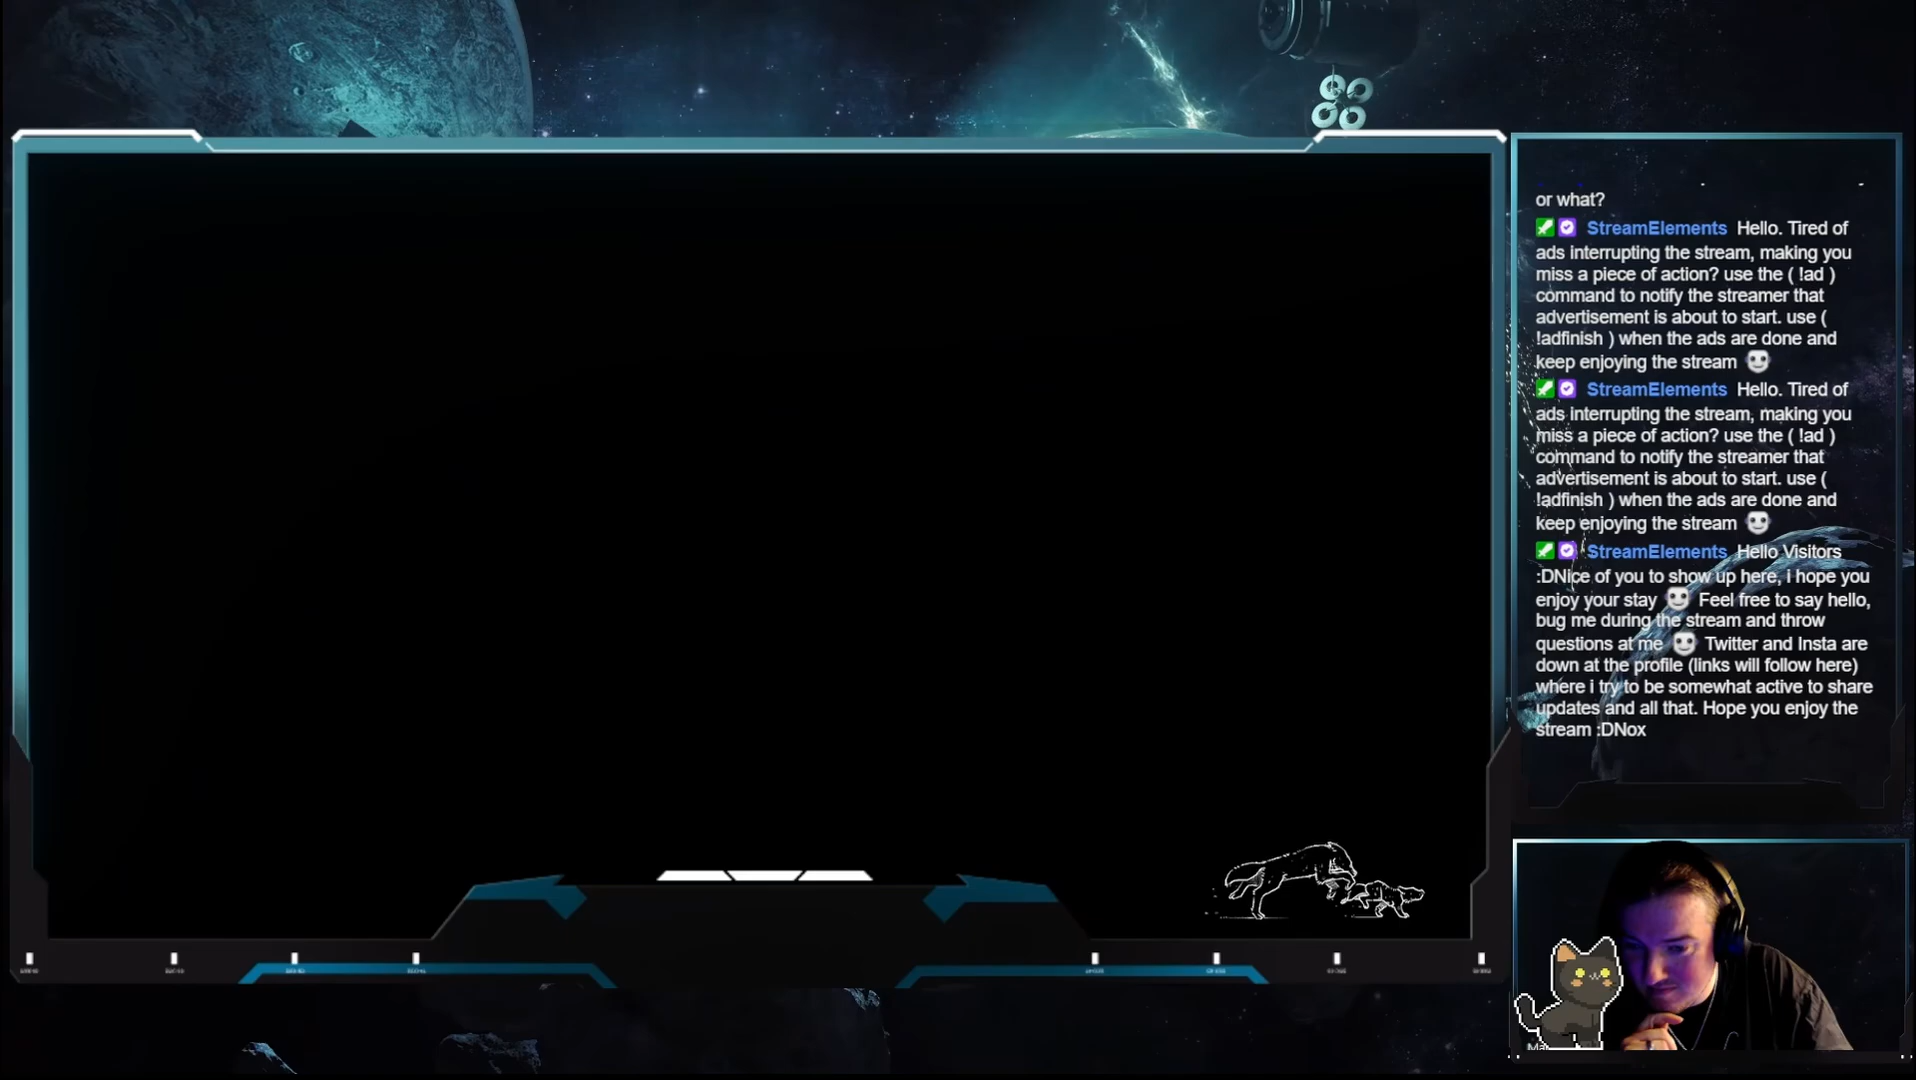 or what?
StreamElements Hello. Tired of
ads interrupting the stream, making you
miss a piece of action? use the ( !ad )
command to notify the streamer that
advertisement is about to start. use (
!adfinish ) when the ads are done and
keep enjoying the stream
StreamElements Hello. Tired of
ads interrupting the stream, making you
miss a piece of action? use the ( !ad )
command to notify the streamer that
advertisement is about to start. use (
!adfinish ) when the ads are done and
keep enjoying the stream
StreamElements Hello Visitors
:DNice of you to show up here, i hope you
enjoy your stay Feel free to say hello,
bug me during the stream and throw
questions at me Twitter and Insta are
down at the profile (links will follow here)
where i try to be somewhat active to share
updates and all that. Hope you enjoy the
stream :DNox